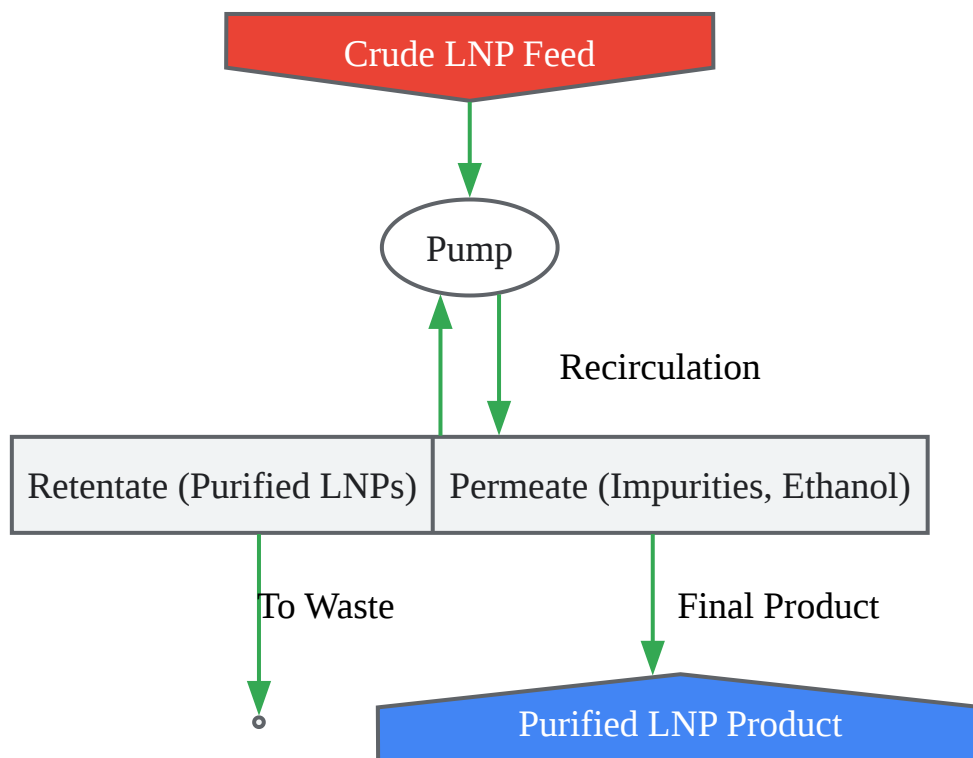 Crude LNP Feed
Pump
Recirculation
Retentate (Purified LNPs)
Permeate (Impurities, Ethanol)
To Waste
Final Product
Purified LNP Product